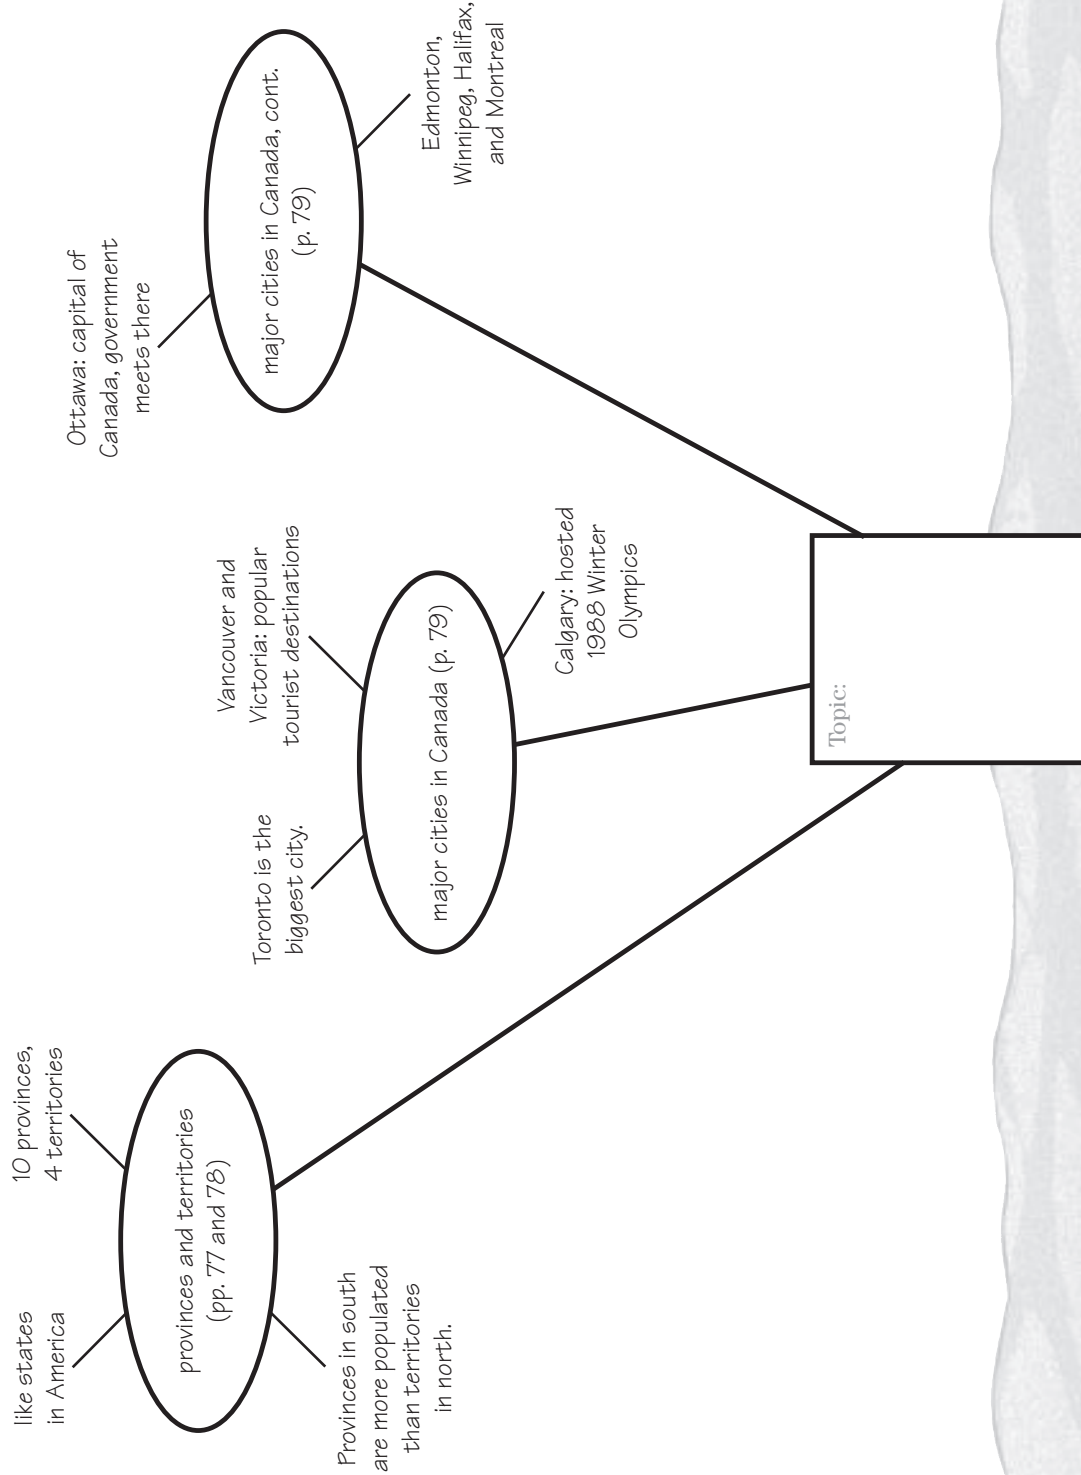 like states
in America
10 provinces,
4 territories
provinces and territories
(pp. 77 and 78)
Provinces in south
are more populated
than territories
in north.
Toronto is the
biggest city.
Vancouver and
Victoria: popular
tourist destinations
major cities in Canada (p. 79)
Calgary: hosted
1988 Winter
Olympics
Ottawa: capital of
Canada, government
meets there
major cities in Canada, cont.
(p. 79)
Edmonton,
Winnipeg, Halifax,
and Montreal
Topic: